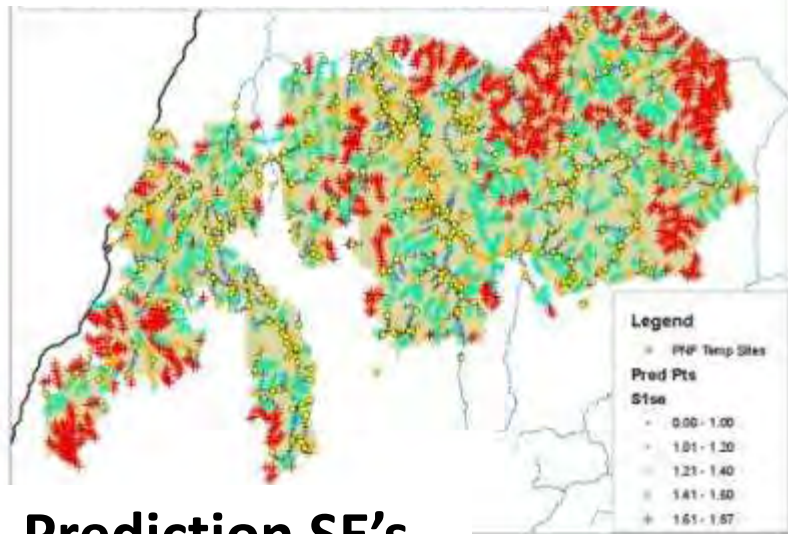 Legend
PNF Temp Sites
Pred Pts
S1se
0.00 - 1.00
1.01 - 1.20
1.21 - 1.40
1.41 - 1.60
1.61 - 1.87
Prediction SE's